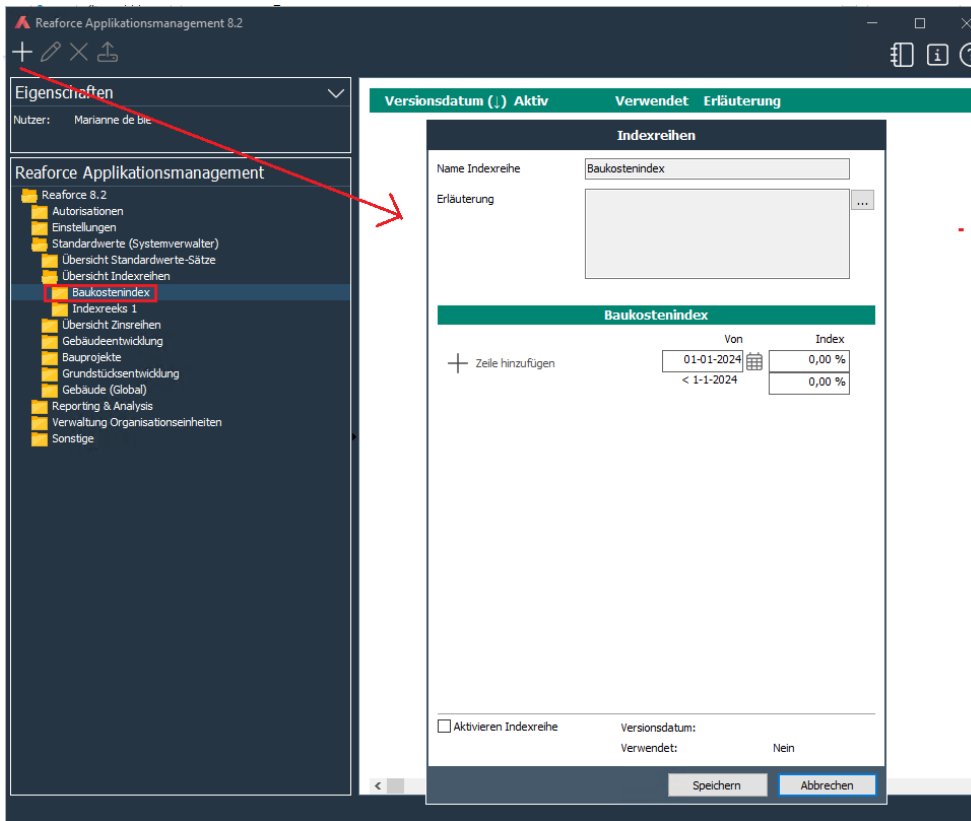 Reaforce Applikationsmanagement 8.2
Eigenschaften
Nutzer: Marianne de Bie
Reaforce Applikationsmanagement
Reaforce 8.2
Autorisationen
Einstellungen
Standardwerte (Systemverwalter)
Übersicht Standardwerte-Sätze
Übersicht Indexreihen
Baukostenindex
Indexreeks 1
Übersicht Zinsreihen
Gebäudeentwicklung
Bauprojekte
Grundstücksentwicklung
Gebäude (Global)
Reporting & Analysis
Verwaltung Organisationseinheiten
Sonstige
Versionsdatum (↓) Aktiv Verwendet Erläuterung
Indexreihen
Name Indexreihe Baukostenindex
Erläuterung ...
Baukostenindex
Von Index
Zeile hinzufügen 01-01-2024 0,00 %
< 1-1-2024 0,00 %
Aktivieren Indexreihe Versionsdatum:
Verwendet: Nein
Speichern Abbrechen